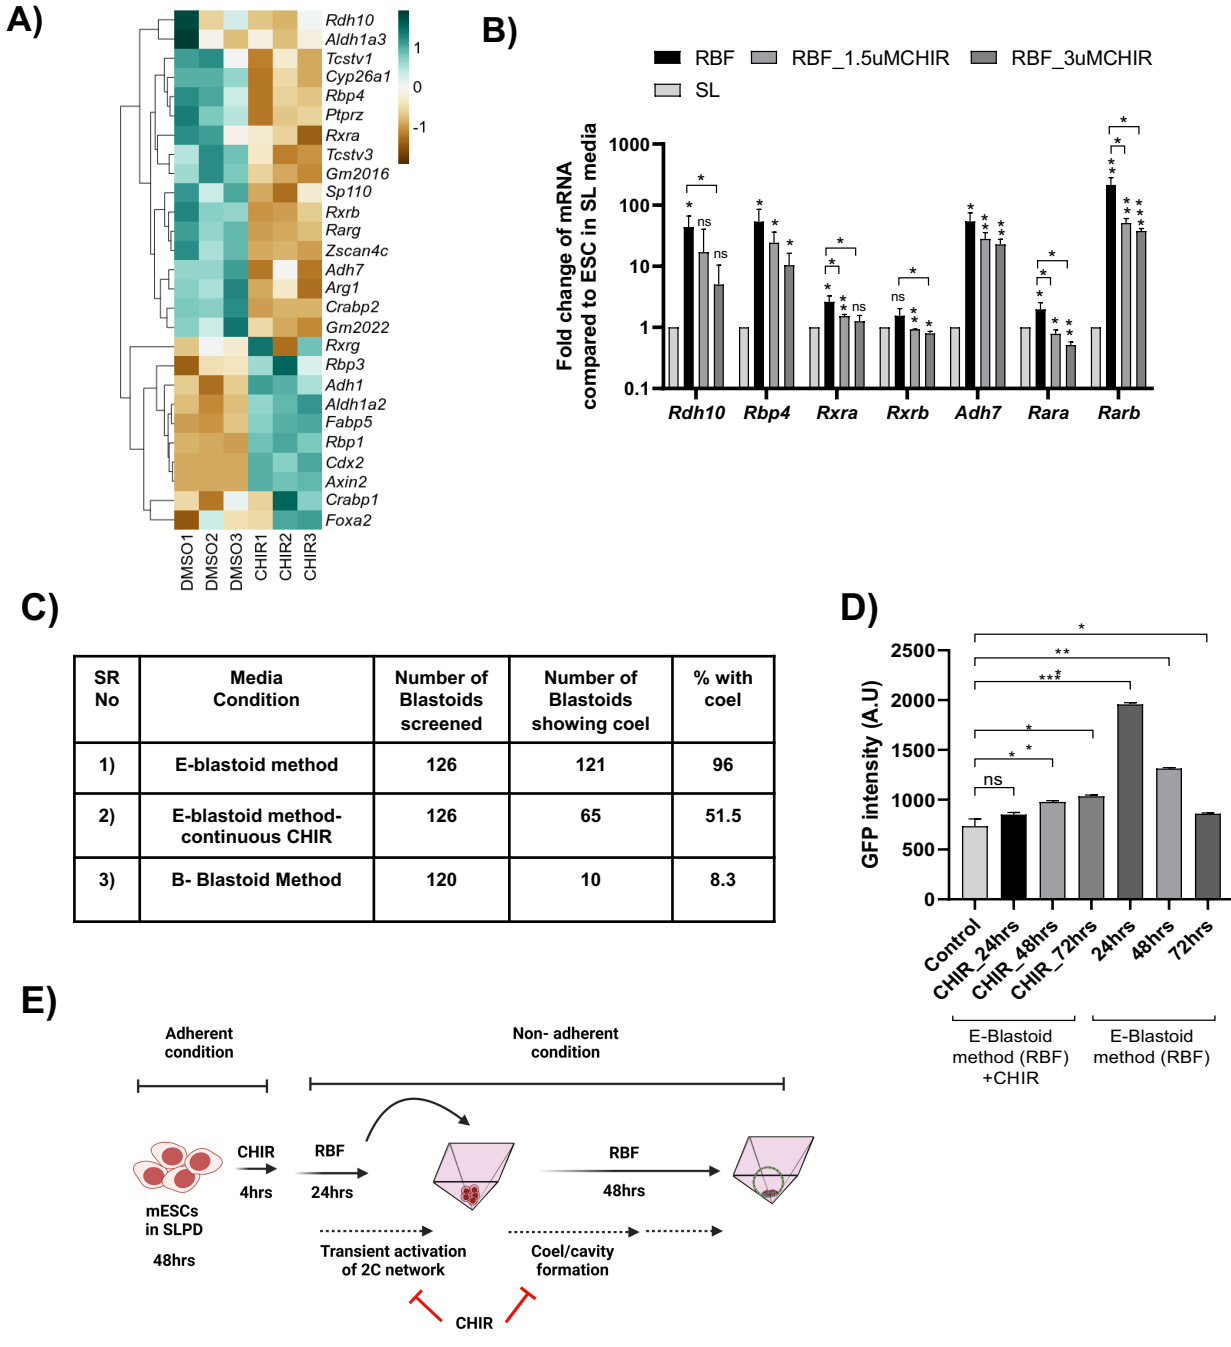 A)
Rdh10
Aldh1a3
Tcstv1
Cyp26a1
Rbp4
Ptprz
Rxra
Tcstv3
Gm2016
Sp110
Rxrb
Rarg
Zscan4c
Adh7
Arg1
Crabp2
Gm2022
Rxrg
Rbp3
Adh1
Aldh1a2
Fabp5
Rbp1
Cdx2
Axin2
Crabp1
Foxa2
1
0
-1
DMSO1
DMSO2
DMSO3
CHIR1
CHIR2
CHIR3
B)
RBF
RBF_1.5uMCHIR
RBF_3uMCHIR
SL
Fold change of mRNA
compared to ESC in SL media
1000
100
10
1
0.1
*
*
ns
ns
*
*
*
*
*
*
**
ns
*
ns
**
*
*
**
**
*
*
*
*
**
*
*
**
**
***
Rdh10
Rbp4
Rxra
Rxrb
Adh7
Rara
Rarb
C)
SR No
Media Condition
Number of Blastoids screened
Number of Blastoids showing coel
% with coel
1)
E-blastoid method
126
121
96
2)
E-blastoid method-
continuous CHIR
126
65
51.5
3)
B- Blastoid Method
120
10
8.3
D)
GFP intensity (A.U)
2500
2000
1500
1000
500
0
*
**
*
***
*
*
*
ns
Control
CHIR_24hrs
CHIR_48hrs
CHIR_72hrs
24hrs
48hrs
72hrs
E-Blastoid
method (RBF)
+CHIR
E-Blastoid
method (RBF)
E)
Adherent
condition
Non- adherent
condition
CHIR
4hrs
RBF
24hrs
RBF
48hrs
mESCs
in SLPD
48hrs
Transient activation
of 2C network
Coel/cavity
formation
CHIR